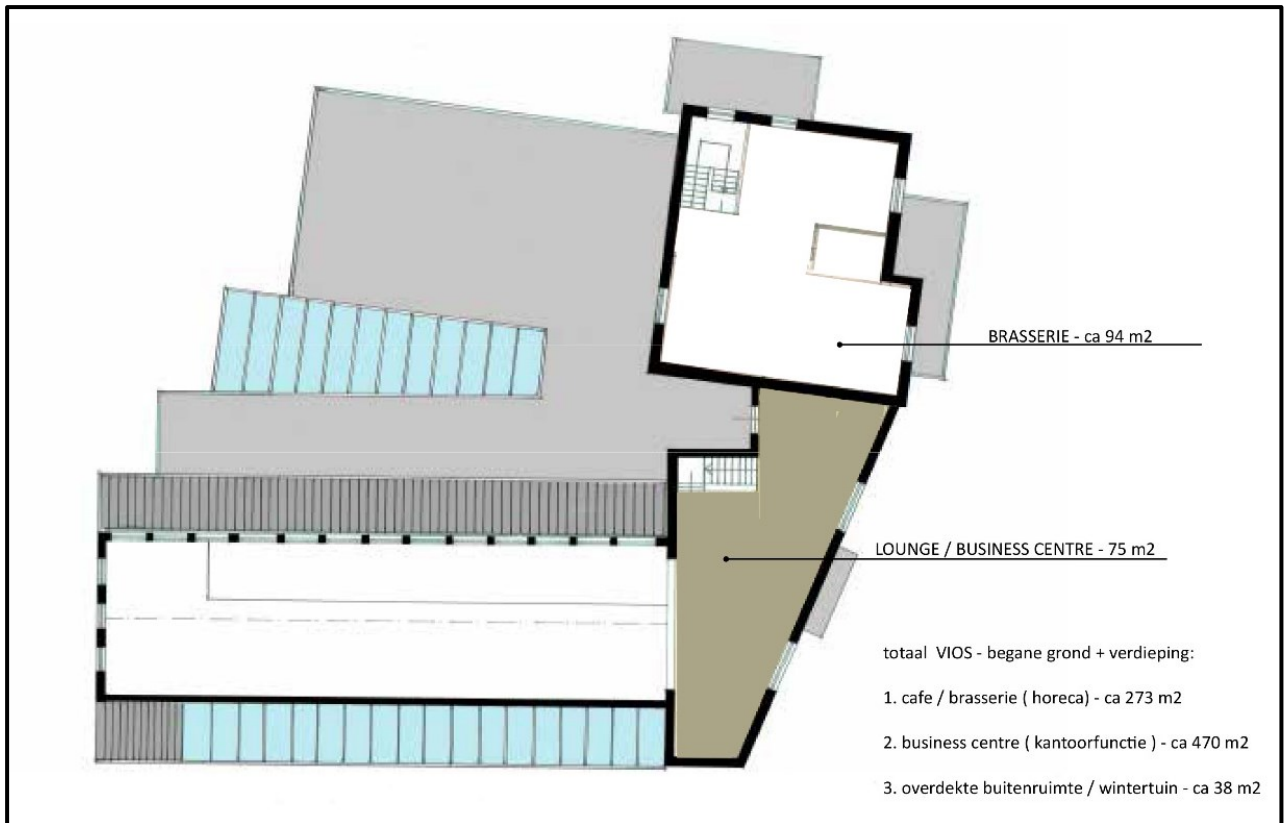 BRASSERIE - ca 94 m2
LOUNGE / BUSINESS CENTRE - 75 m2
totaal VIOS - begane grond + verdieping:
1. cafe / brasserie ( horeca) - ca 273 m2
2. business centre ( kantoorfunctie ) - ca 470 m2
3. overdekte buitenruimte / wintertuin - ca 38 m2